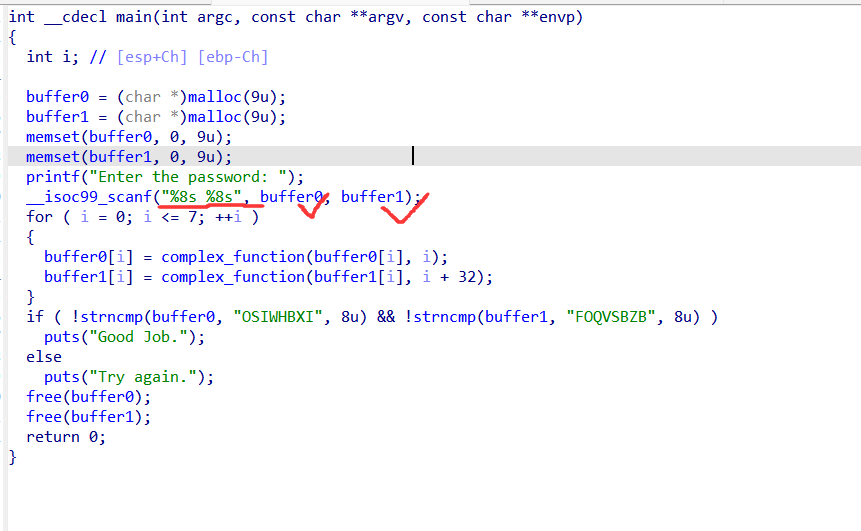 int __cdecl main(int argc, const char **argv, const char **envp)
{
  int i; // [esp+Ch] [ebp-Ch]

  buffer0 = (char *)malloc(9u);
  buffer1 = (char *)malloc(9u);
  memset(buffer0, 0, 9u);
  memset(buffer1, 0, 9u);
  printf("Enter the password: ");
  __isoc99_scanf("%8s %8s", buffer0, buffer1);
  for ( i = 0; i <= 7; ++i )
  {
    buffer0[i] = complex_function(buffer0[i], i);
    buffer1[i] = complex_function(buffer1[i], i + 32);
  }
  if ( !strncmp(buffer0, "OSIWHBXI", 8u) && !strncmp(buffer1, "FOQVSBZB", 8u) )
    puts("Good Job.");
  else
    puts("Try again.");
  free(buffer0);
  free(buffer1);
  return 0;
}